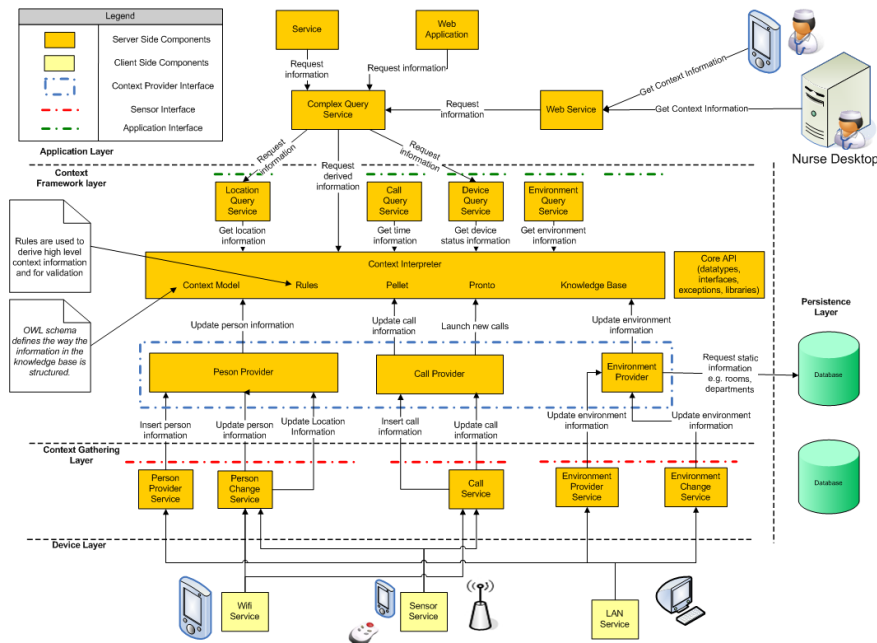 Legend
Server Side Components
Client Side Components
Context Provider Interface
Sensor Interface
Application Interface
Service
Web
Application
Request
information
Request information
Complex Query
Service
Request
information
Web Service
Get Context Information
Get Context Information
Nurse Desktop
Application Layer
Context
Framework layer
Request
information
Request
derived
information
Request
information
Location
Query
Service
Call
Query
Service
Device
Query
Service
Environment
Query
Service
Get location
information
Get time
information
Get device
status information
Get environment
information
Rules are used to
derive high level
context information
and for validation
Context Interpreter
Context Model
Rules
Pellet
Pronto
Knowledge Base
Core API
(datatypes,
interfaces,
exceptions, libraries)
OWL schema
defines the way the
information in the
knowledge base is
structured.
Update person information
Update call
information
Launch new calls
Update environment
information
Persistence
Layer
Peson Provider
Call Provider
Environment
Provider
Request static
information
e.g. rooms,
departments
Database
Insert person
information
Update person
information
Update Location
Information
Insert call
information
Update call
information
Update environment
information
Update environment
information
Context Gathering
Layer
Person
Provider
Service
Person
Change
Service
Call
Service
Environment
Provider
Service
Environment
Change
Service
Database
Device Layer
Wifi
Service
Sensor
Service
LAN
Service